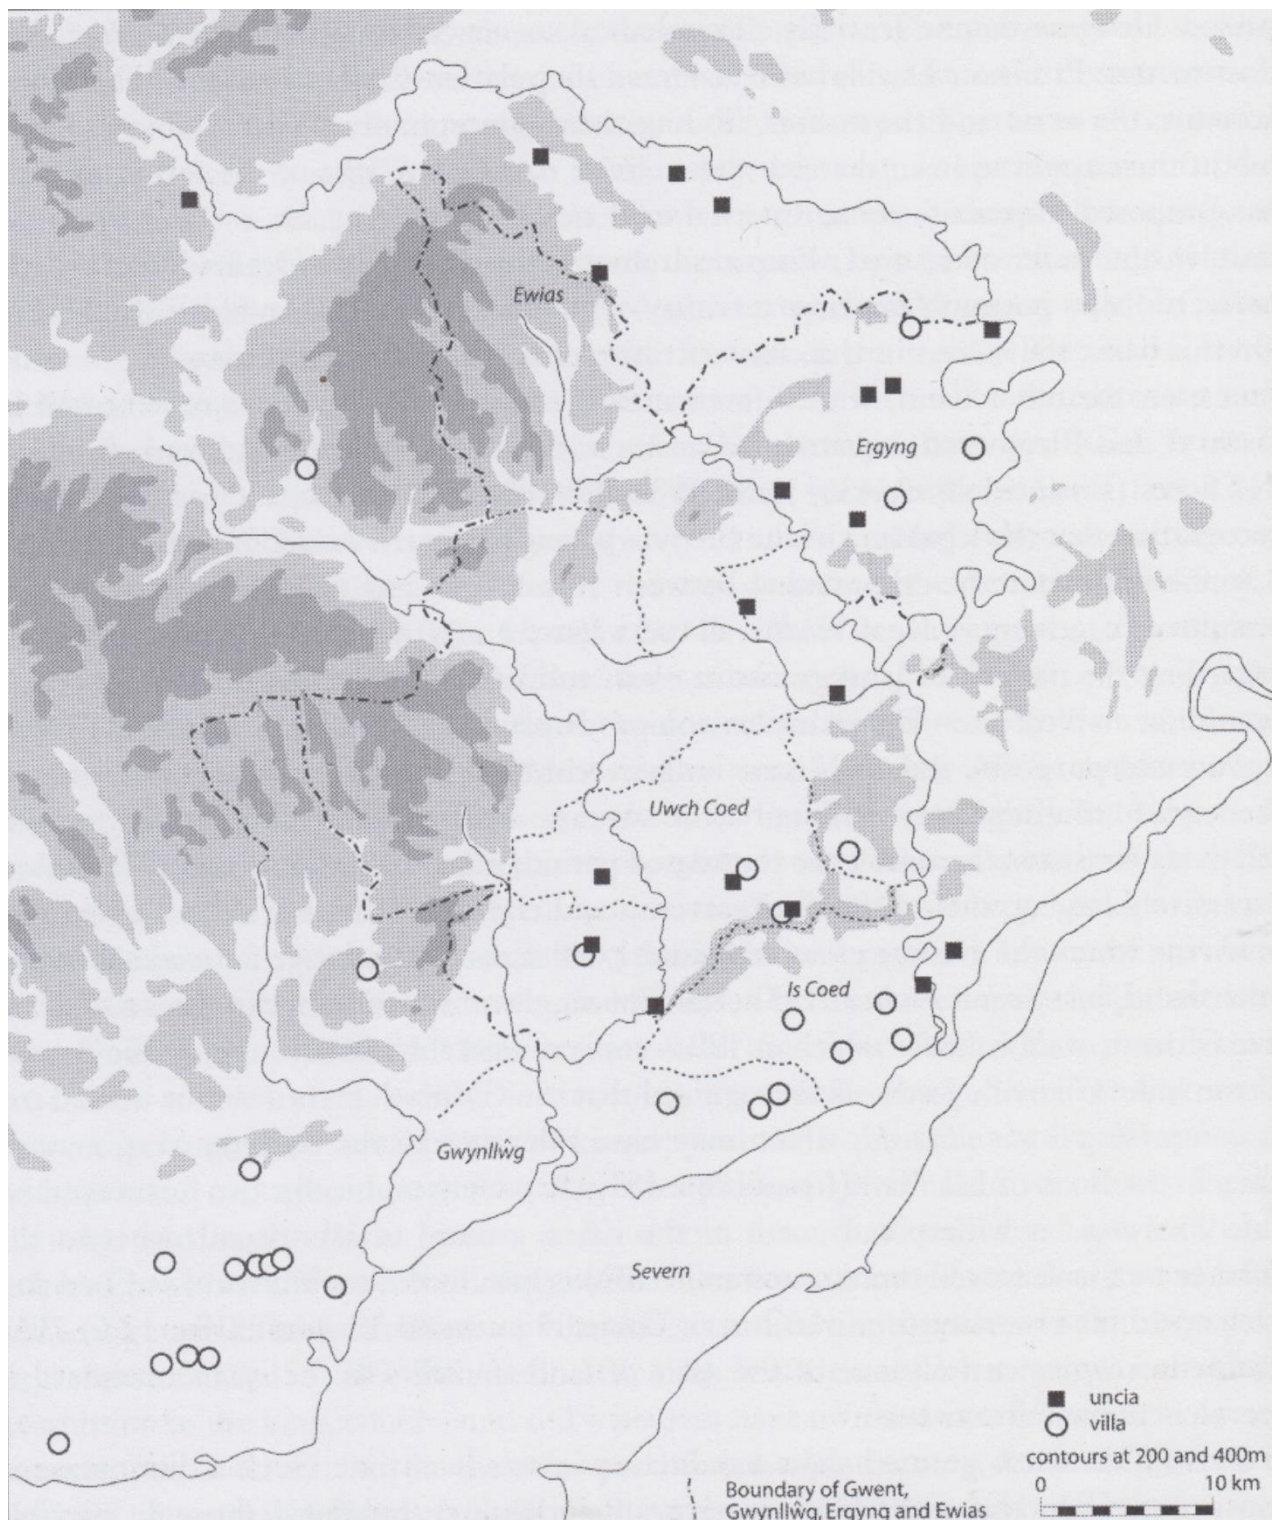 Ewias
Ergyng
Uwch Coed
Is Coed
Gwynllŵg
Severn
uncia
villa
contours at 200 and 400m
0 10 km
Boundary of Gwent,
Gwynllŵg, Ergyng and Ewias